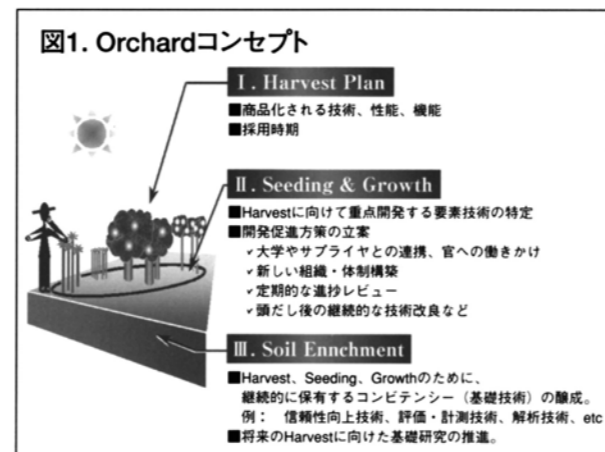 図1. Orchardコンセプト
Ⅰ. Harvest Plan
■商品化される技術、性能、機能
■採用時期
Ⅱ. Seeding & Growth
■Harvestに向けて重点開発する要素技術の特定
■開発促進方策の立案
✓大学やサプライヤとの連携、官への働きかけ
✓新しい組織・体制構築
✓定期的な進抄レビュー
✓頭だし後の継続的な技術改良など
Ⅲ. Soil Ennchment
■Harvest、Seeding、Growthのために、
継続的に保有するコンビテンシー（基礎技術）の醸成。
例： 信頼性向上技術、評価・計測技術、解析技術、etc
■将来のHarvestに向けた基礎研究の推進。